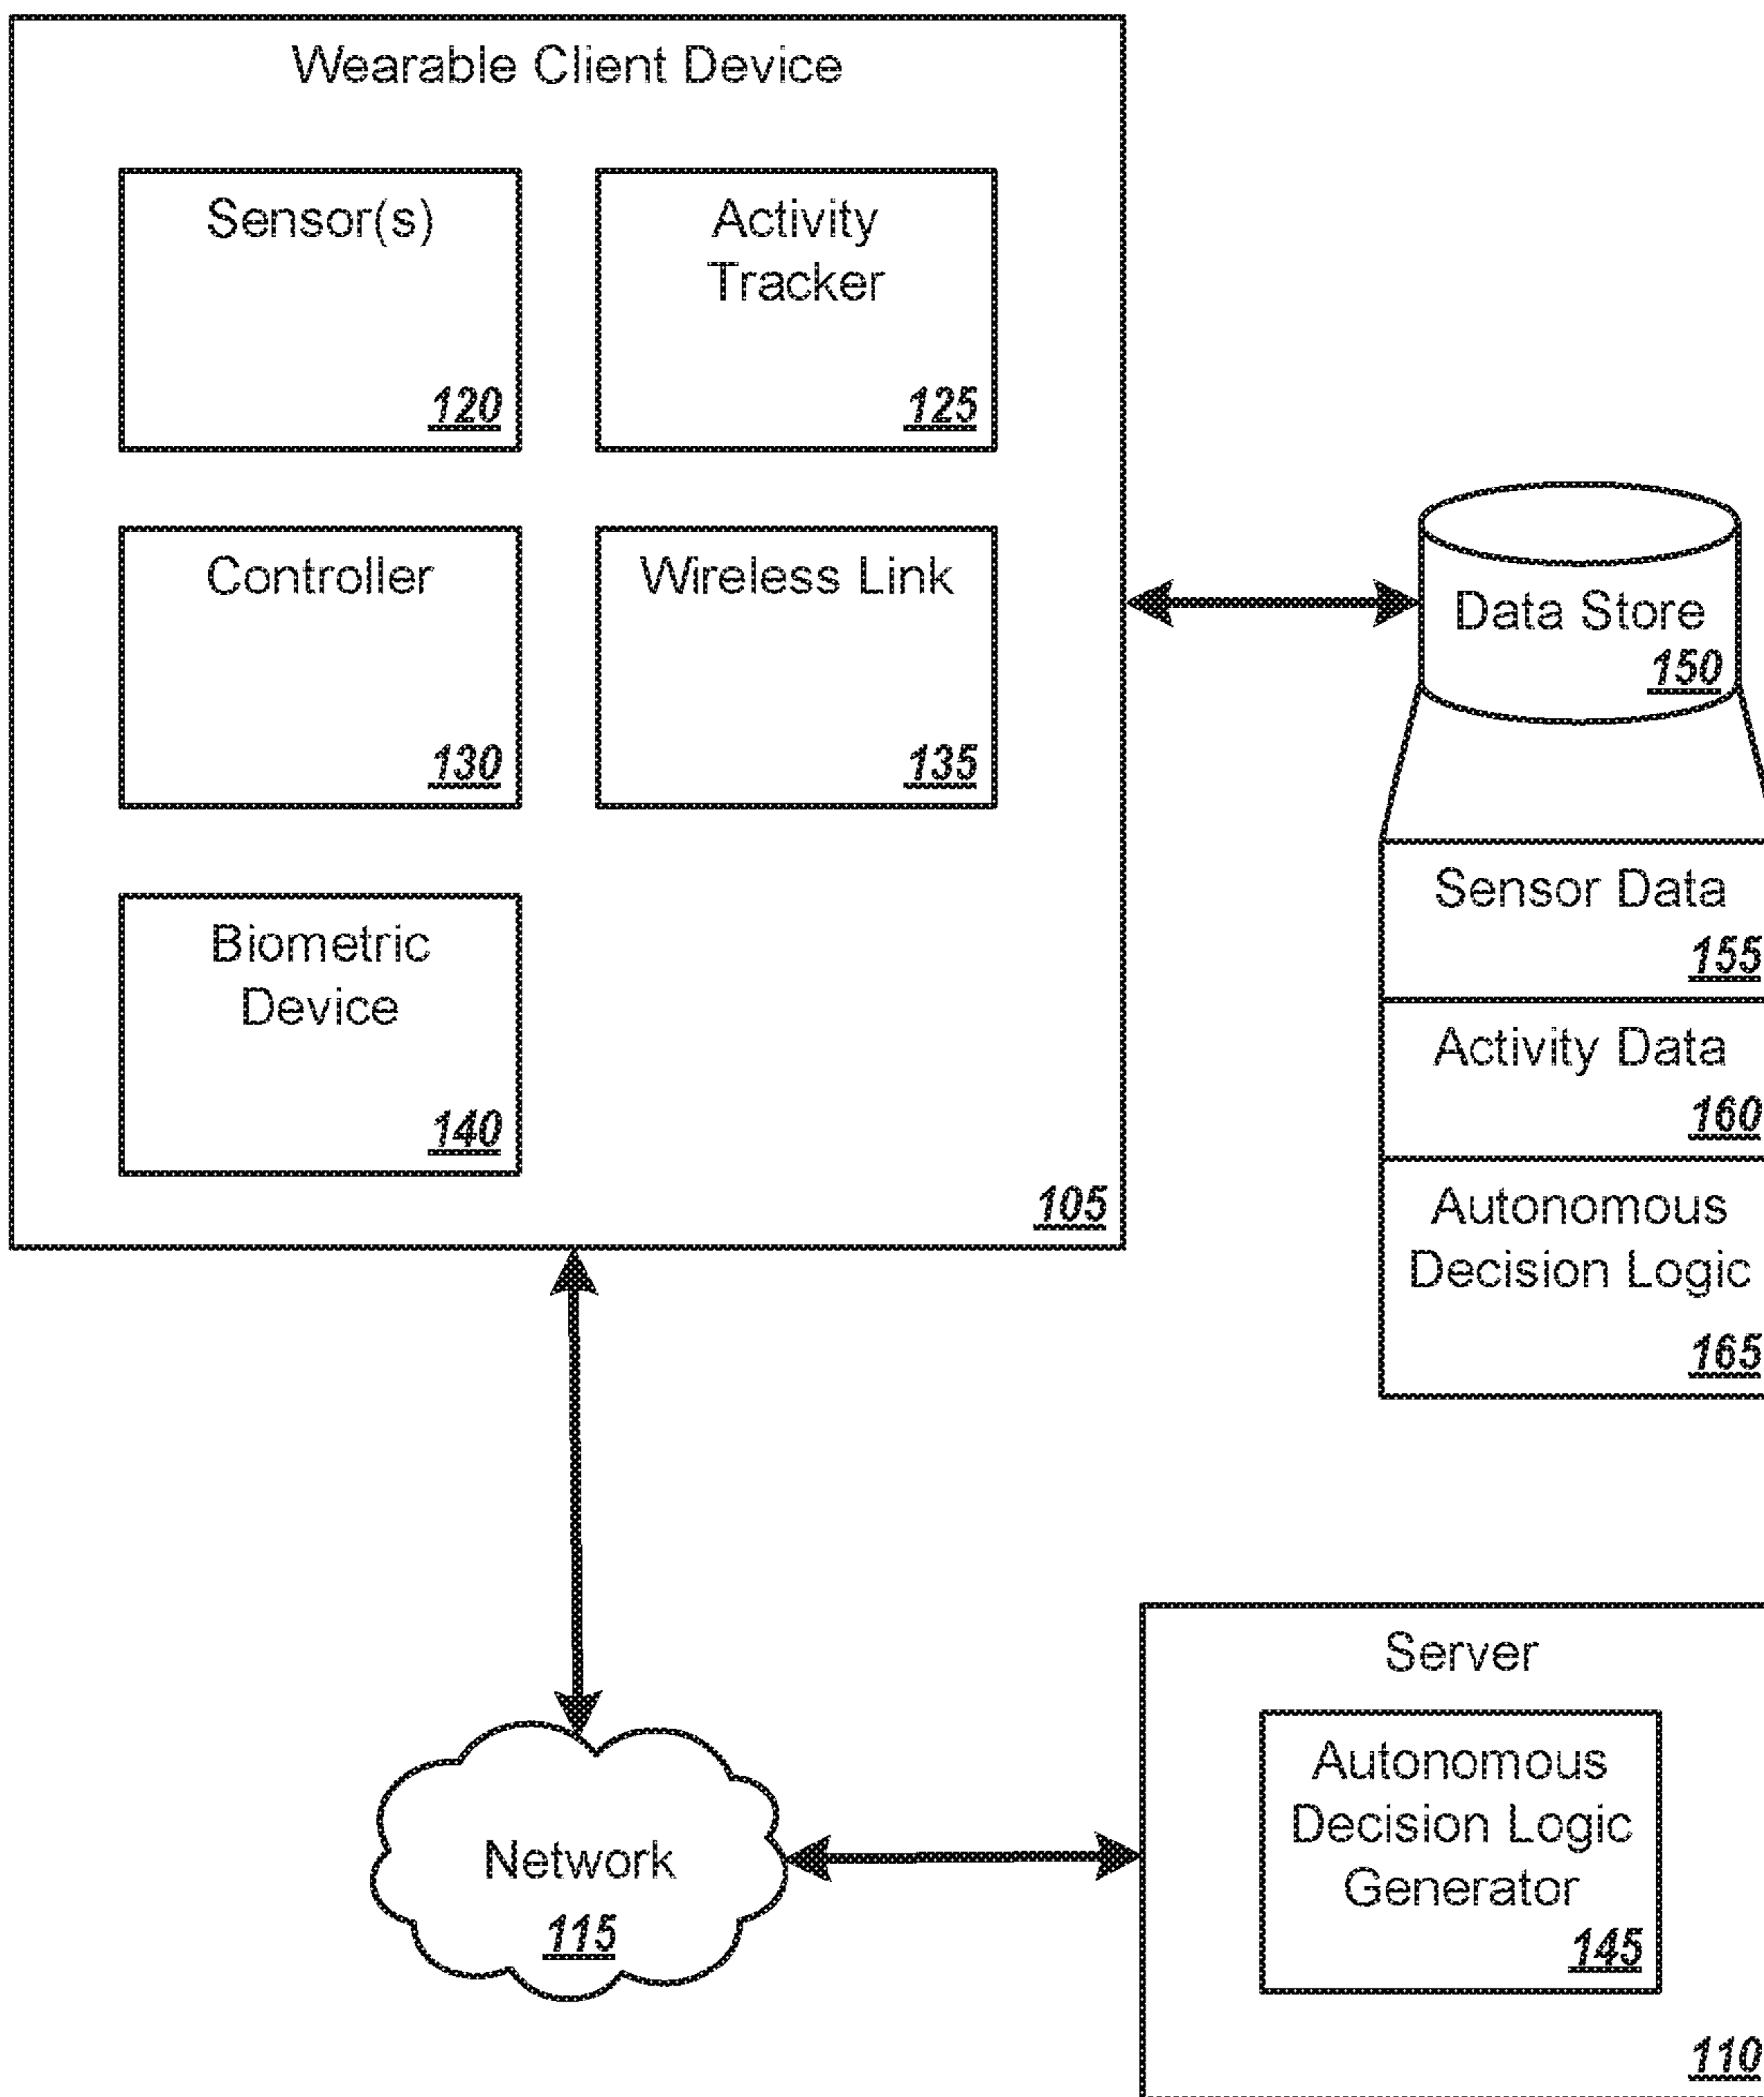 Wearable Client Device
Sensor(s)
120
Activity
Tracker
125
Controller
130
Wireless Link
135
Biometric
Device
140
105
Data Store
150
Sensor Data
155
Activity Data
160
Autonomous
Decision Logic
165
Network
115
Server
Autonomous
Decision Logic
Generator
145
110